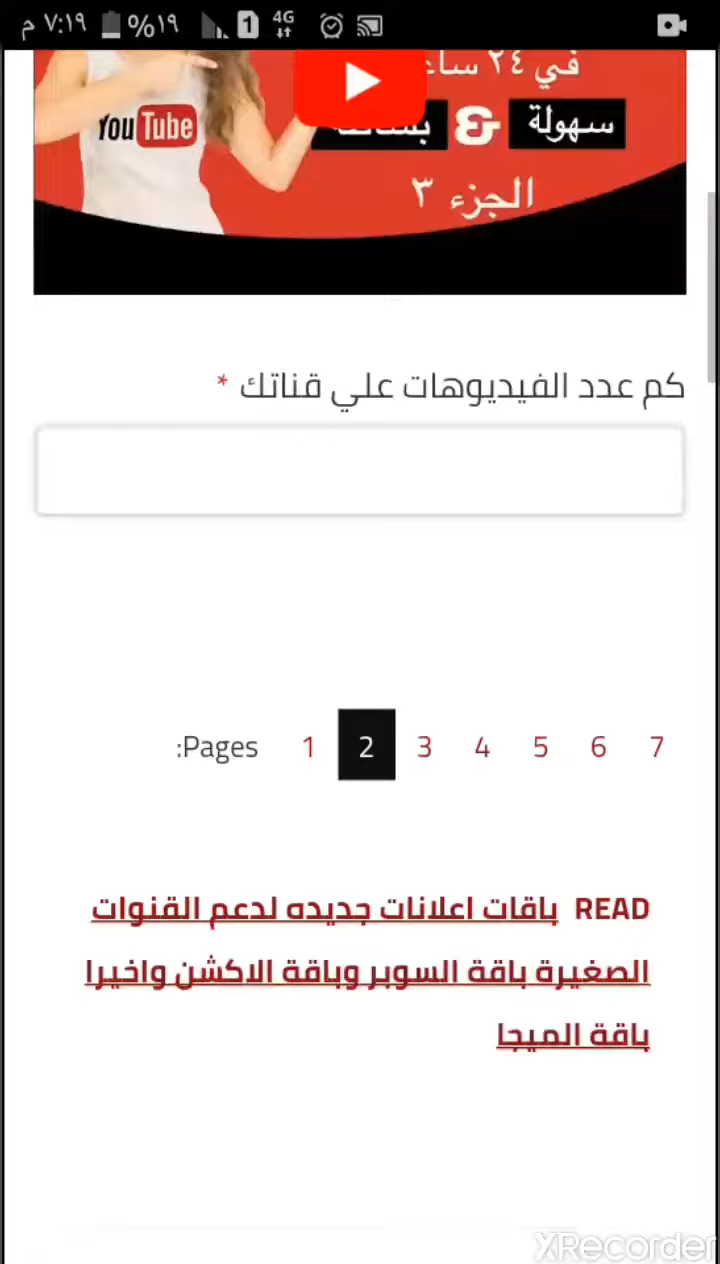 ٧:١٩ م %١٩ 1 4G
في ٢٤
YouTube
سهولة &
الجزء ٣
كم عدد الفيديوهات علي قناتك *
Pages: 1 2 3 4 5 6 7
READ باقات اعلانات جديده لدعم القنوات
الصغيرة باقة السوبر وباقة الاكشن واخيرا
باقة الميجا
XRecorder